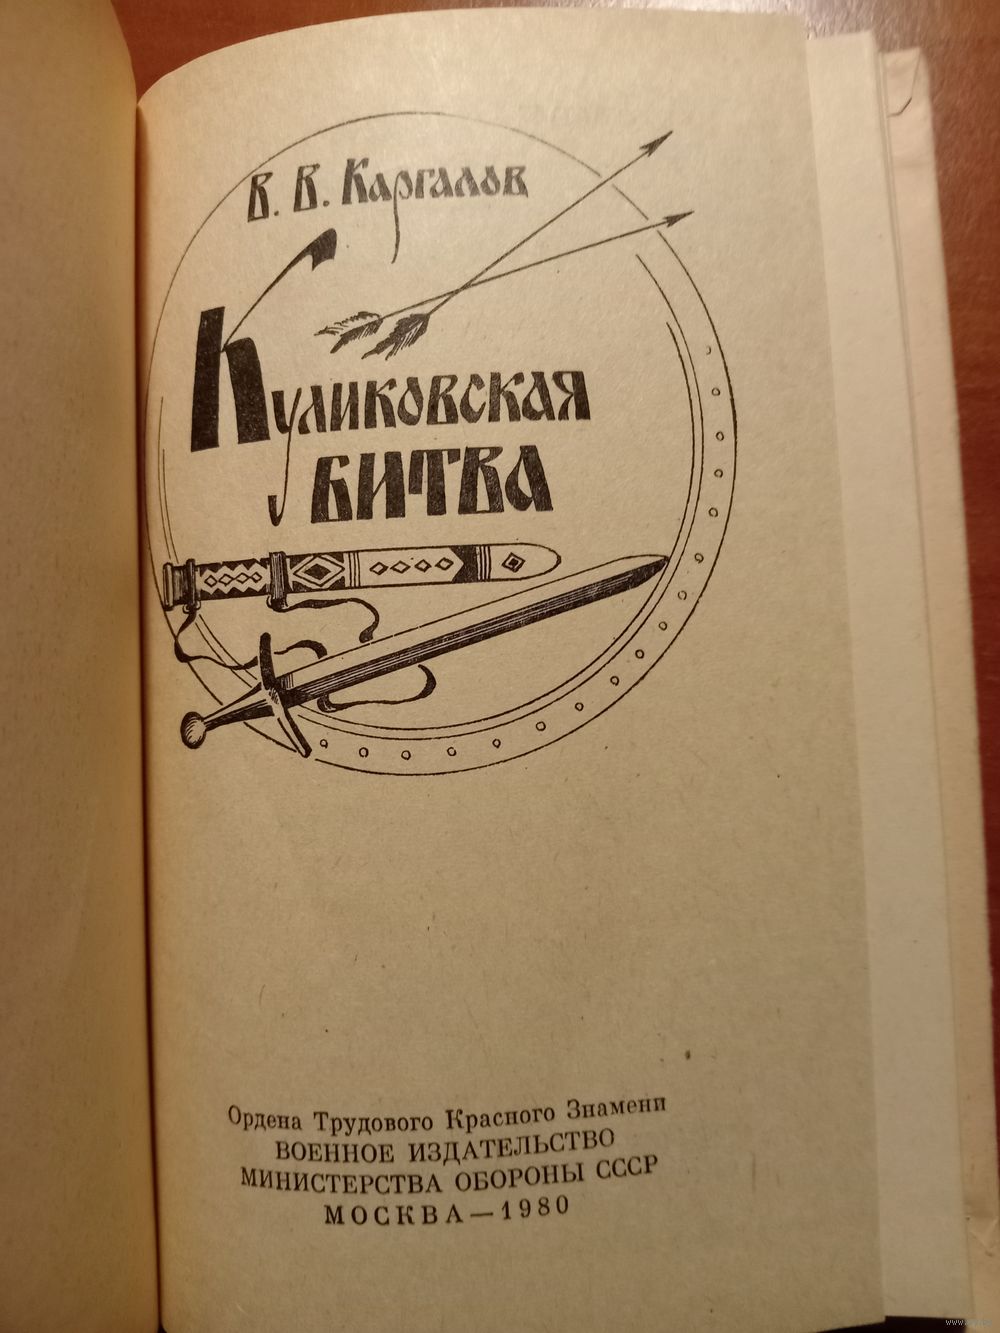 В. В. Каргалов
Куликовская
битва
Ордена Трудового Красного Знамени
ВОЕННОЕ ИЗДАТЕЛЬСТВО
МИНИСТЕРСТВА ОБОРОНЫ СССР
МОСКВА — 1980